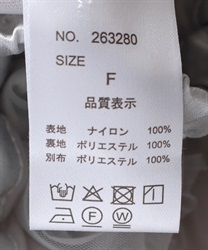 NO. 263280
SIZE
F
品質表示
表地 ナイロン 100%
裏地 ポリエステル 100%
別布 ポリエステル 100%
F W